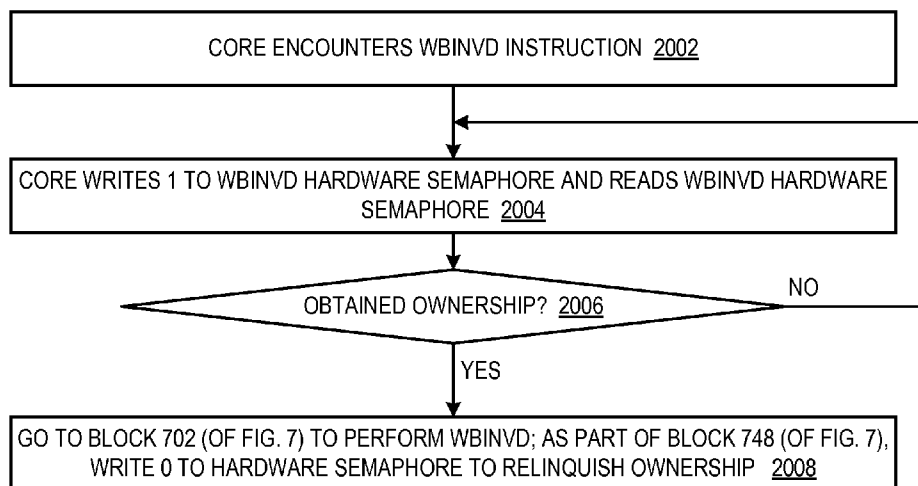 CORE ENCOUNTERS WBINVD INSTRUCTION 2002
CORE WRITES 1 TO WBINVD HARDWARE SEMAPHORE AND READS WBINVD HARDWARE
SEMAPHORE 2004
OBTAINED OWNERSHIP? 2006
NO
YES
GO TO BLOCK 702 (OF FIG. 7) TO PERFORM WBINVD; AS PART OF BLOCK 748 (OF FIG. 7),
WRITE 0 TO HARDWARE SEMAPHORE TO RELINQUISH OWNERSHIP 2008